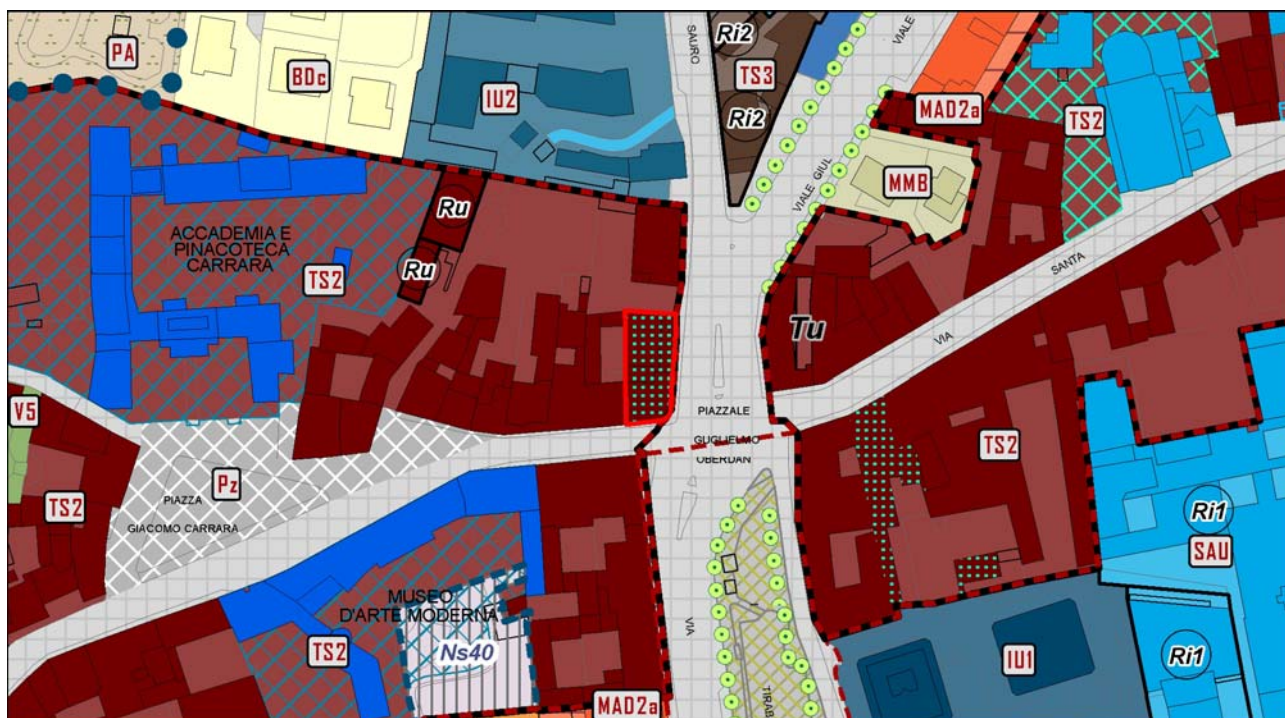 PA
BDc
IU2
SAURO
Ri2
TS3
Ri2
VIALE
MAD2a
TS2
VIALE GIUL
MMB
Ru
Ru
ACCADEMIA E
PINACOTECA
CARRARA
TS2
SANTA
VIA
Tu
PIAZZALE
GUGLIELMO
OBERDAN
V5
TS2
Pz
PIAZZA
GIACOMO CARRARA
TS2
Ri1
SAU
MUSEO
D'ARTE MODERNA
Ns40
TS2
VIA
TIRAB
IU1
Ri1
MAD2a